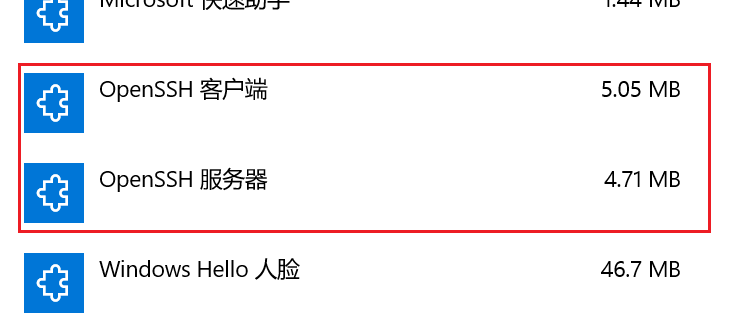 Microsoft 快速助手
1.44 MB
OpenSSH 客户端
5.05 MB
OpenSSH 服务器
4.71 MB
Windows Hello 人脸
46.7 MB